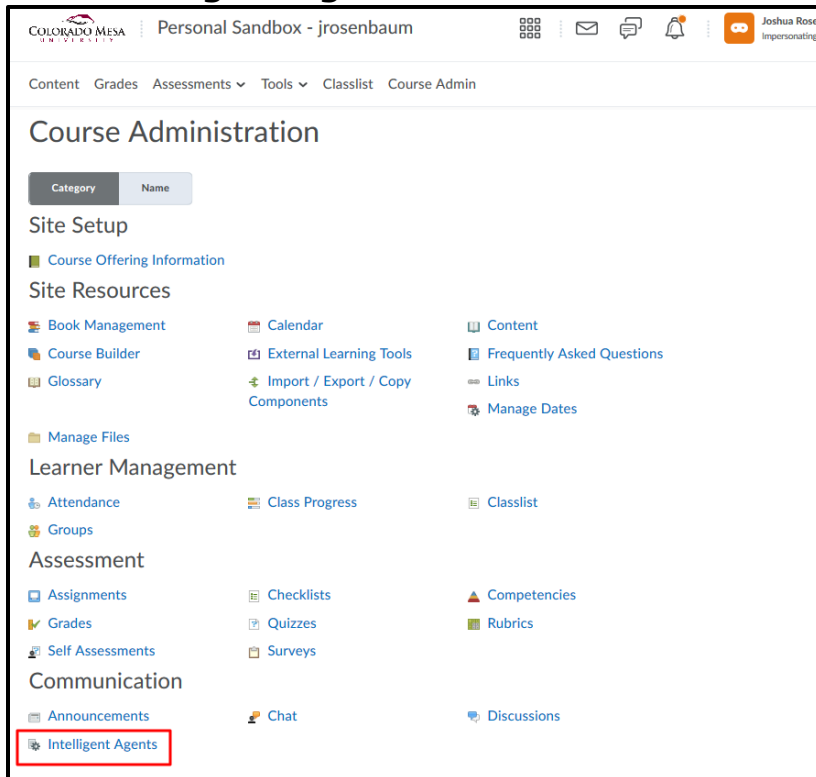 COLORADO MESA
UNIVERSITY
Personal Sandbox - jrosenbaum
Joshua Rose
Impersonating
Content Grades Assessments Tools Classlist Course Admin
Course Administration
Category Name
Site Setup
Course Offering Information
Site Resources
Book Management Calendar Content
Course Builder External Learning Tools Frequently Asked Questions
Glossary Import / Export / Copy Links
Components
Manage Dates
Manage Files
Learner Management
Attendance Class Progress Classlist
Groups
Assessment
Assignments Checklists Competencies
Grades Quizzes Rubrics
Self Assessments Surveys
Communication
Announcements Chat Discussions
Intelligent Agents